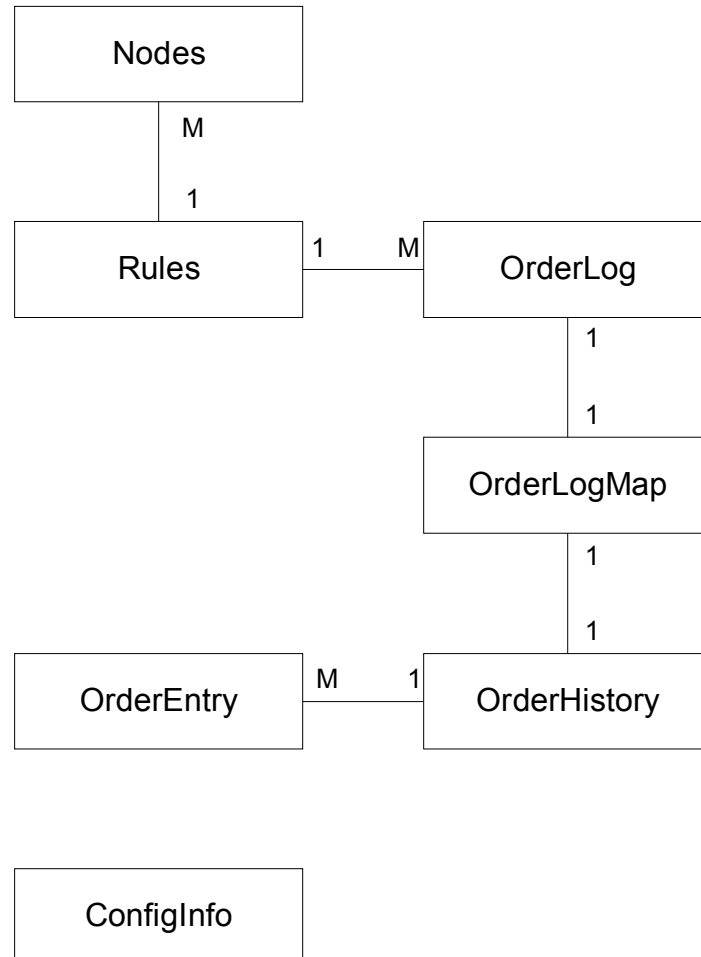 Nodes
M
1
Rules
1 M
OrderLog
1
1
OrderLogMap
1
1
OrderEntry
M 1
OrderHistory
ConfigInfo